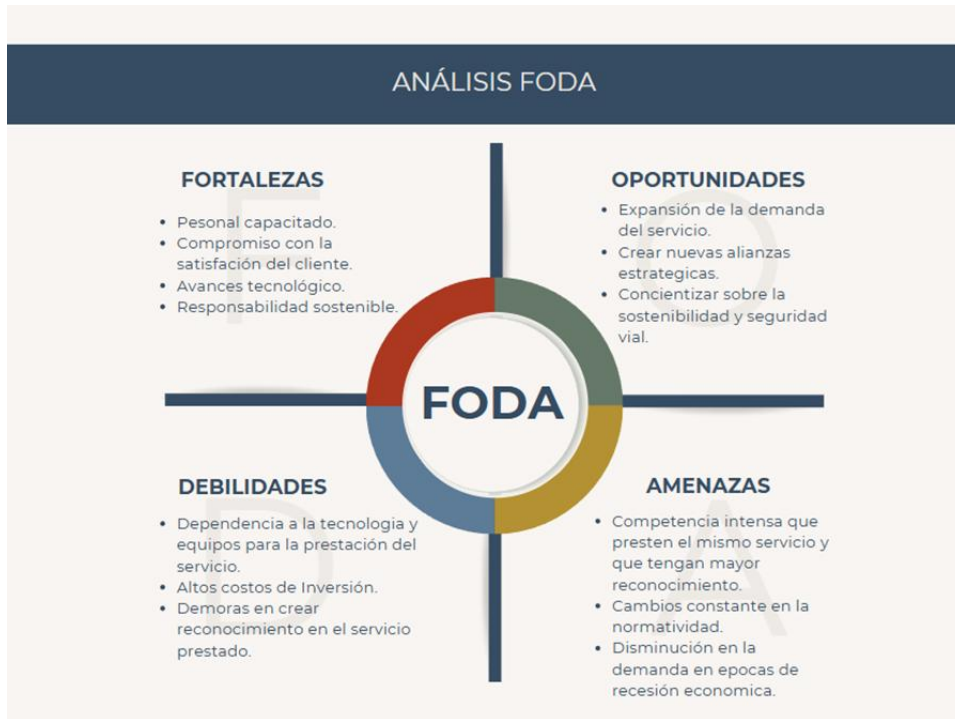 ANÁLISIS FODA
FORTALEZAS
• Pesonal capacitado.
• Compromiso con la
satisfacción del cliente.
• Avances tecnológico.
• Responsabilidad sostenible.
F
OPORTUNIDADES
• Expansión de la demanda
del servicio.
• Crear nuevas alianzas
estrategicas.
• Concientizar sobre la
sostenibilidad y seguridad
vial.
O
FODA
DEBILIDADES
• Dependencia a la tecnologia y
equipos para la prestación del
servicio.
• Altos costos de Inversión.
• Demoras en crear
reconocimiento en el servicio
prestado.
D
AMENAZAS
• Competencia intensa que
presten el mismo servicio y
que tengan mayor
reconocimiento.
• Cambios constante en la
normatividad.
• Disminución en la
demanda en epocas de
recesión economica.
A